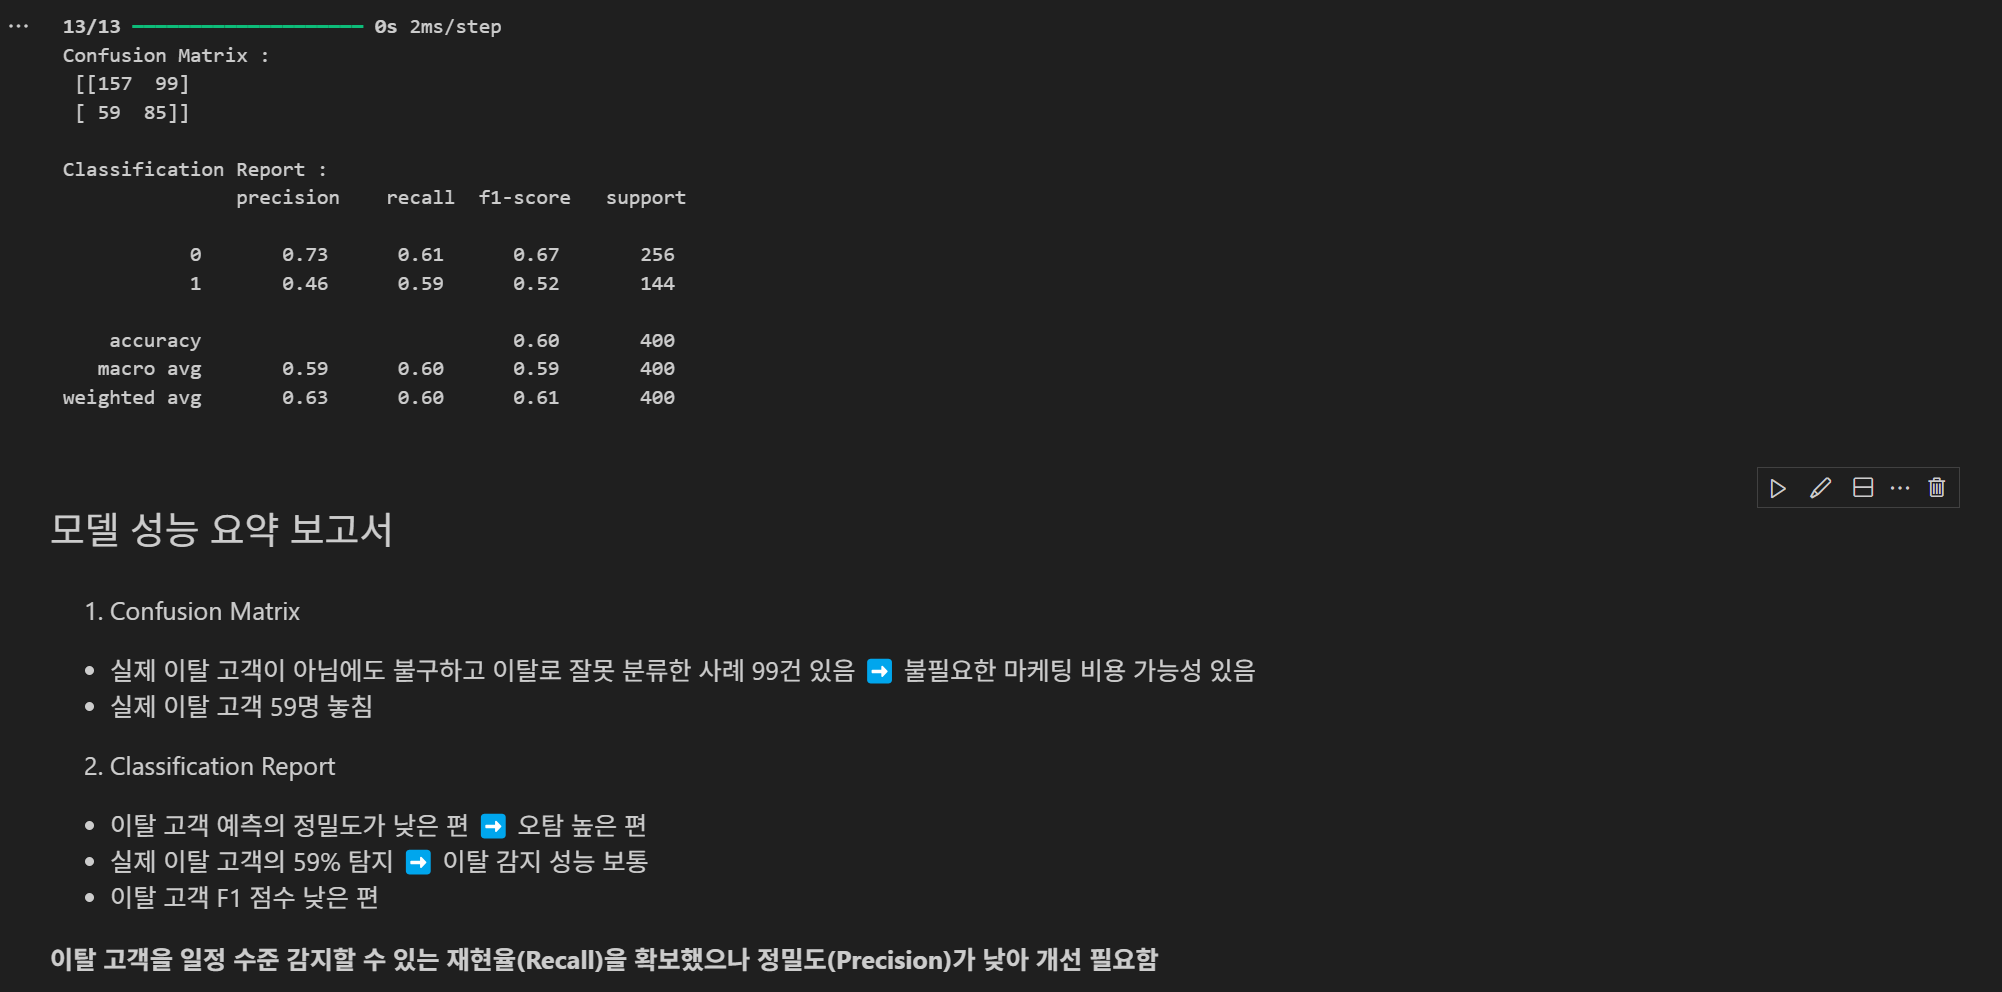 13/13 0s 2ms/step
Confusion Matrix :
[[157 99]
[ 59 85]]
Classification Report :
precision recall f1-score support
0 0.73 0.61 0.67 256
1 0.46 0.59 0.52 144
accuracy 0.60 400
macro avg 0.59 0.60 0.59 400
weighted avg 0.63 0.60 0.61 400
모델 성능 요약 보고서
1. Confusion Matrix
• 실제 이탈 고객이 아님에도 불구하고 이탈로 잘못 분류한 사례 99건 있음 ➡️ 불필요한 마케팅 비용 가능성 있음
• 실제 이탈 고객 59명 놓침
2. Classification Report
• 이탈 고객 예측의 정밀도가 낮은 편 ➡️ 오탐 높은 편
• 실제 이탈 고객의 59% 탐지 ➡️ 이탈 감지 성능 보통
• 이탈 고객 F1 점수 낮은 편
이탈 고객을 일정 수준 감지할 수 있는 재현율(Recall)을 확보했으나 정밀도(Precision)가 낮아 개선 필요함